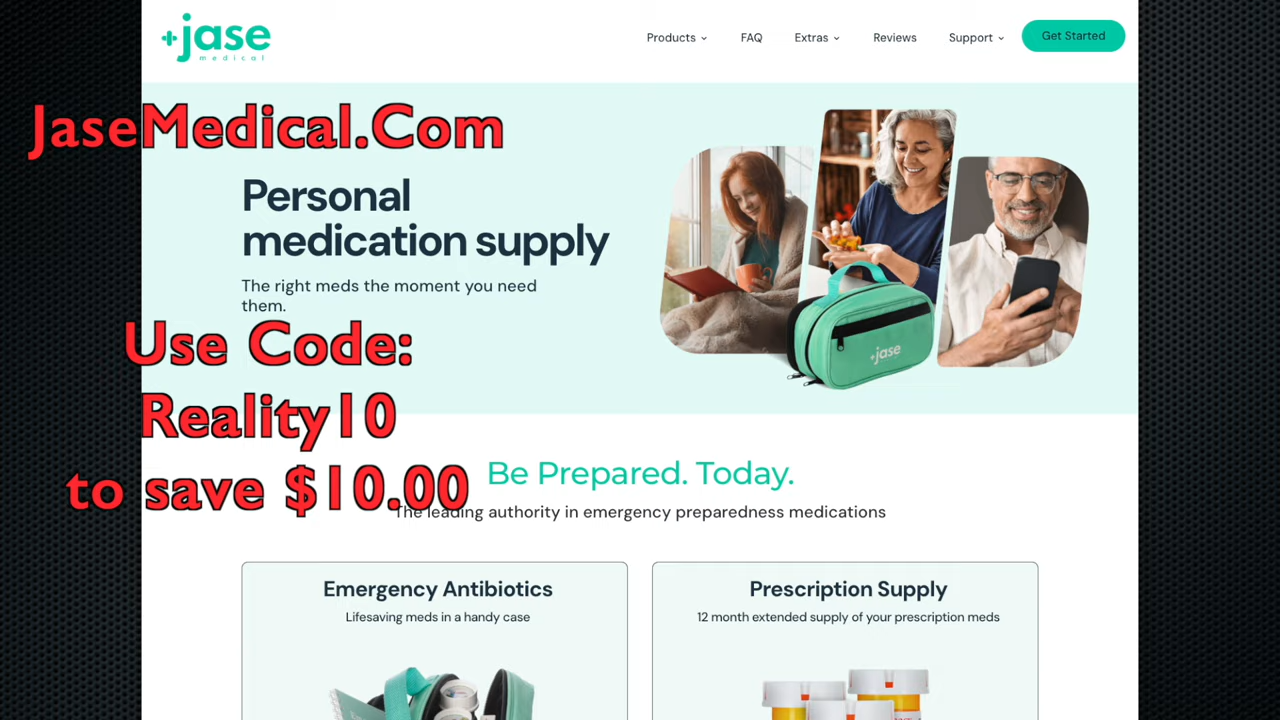 +jase
medical
Products
FAQ
Extras
Reviews
Support
Get Started
JaseMedical.Com
Personal
medication supply
The right meds the moment you need
them.
Use Code:
Reality10
to save $10.00
+jase
Be Prepared. Today.
The leading authority in emergency preparedness medications
Emergency Antibiotics
Lifesaving meds in a handy case
Prescription Supply
12 month extended supply of your prescription meds